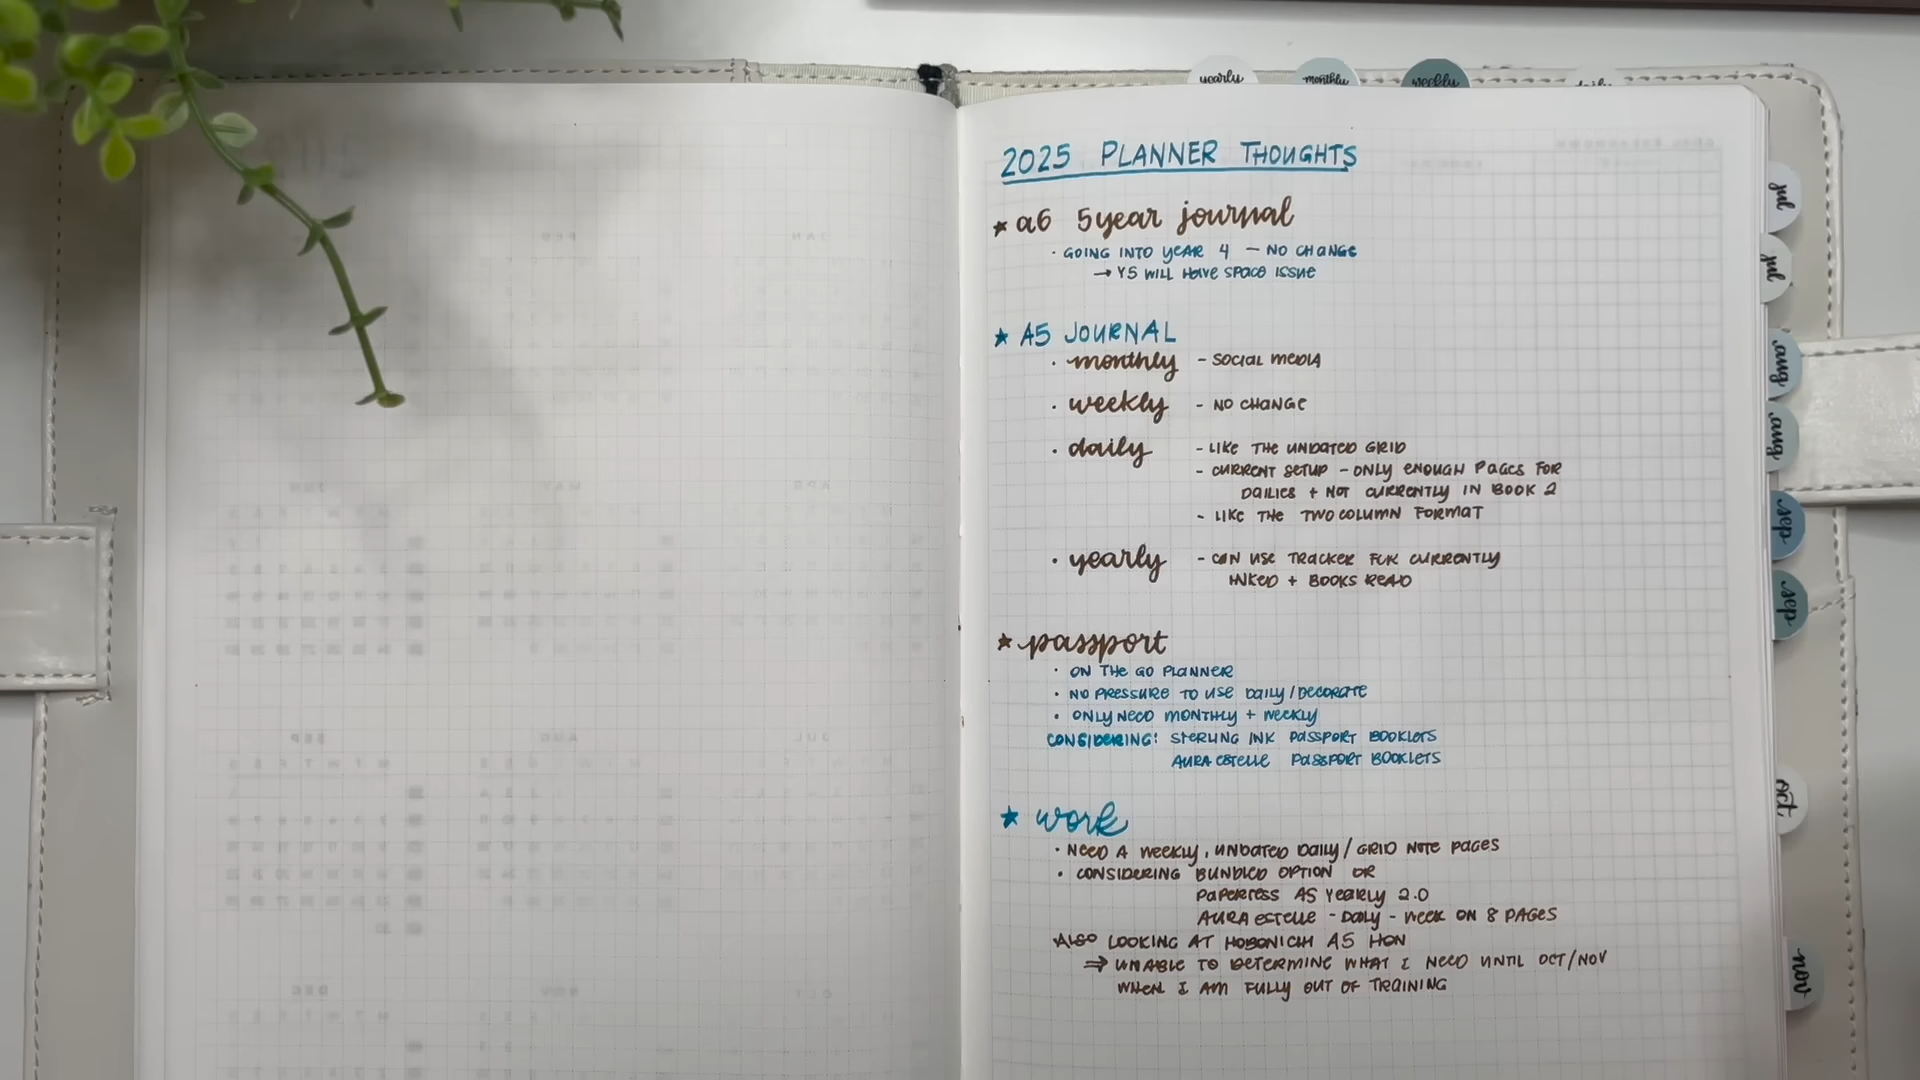 yearly
monthly
weekly
daily
2025 PLANNER THOUGHTS
★ a6 5year journal
· GOING INTO YEAR 4 — NO CHANGE
→ Y5 WILL HAVE SPACE ISSUE
★ A5 JOURNAL
· monthly - SOCIAL MEDIA
· weekly - NO CHANGE
· daily - LIKE THE UNDATED GRID
- CURRENT SETUP - ONLY ENOUGH PAGES FOR
DAILIES + NOT CURRENTLY IN BOOK 2
- LIKE THE TWO COLUMN FORMAT
· yearly - CAN USE TRACKER FOR CURRENTLY
INKED + BOOKS READ
★ passport
· ON THE GO PLANNER
· NO PRESSURE TO USE DAILY/DECORATE
· ONLY NEED MONTHLY + WEEKLY
CONSIDERING: STERLING INK PASSPORT BOOKLETS
AURA ESTELLE PASSPORT BOOKLETS
★ work
· NEED A WEEKLY, UNDATED DAILY / GRID NOTE PAGES
· CONSIDERING BUNDLED OPTION OR
PAPERTESS A5 YEARLY 2.0
AURA ESTELLE - DAILY - WEEK ON 8 PAGES
ALSO LOOKING AT HOBONICHI A5 HON
⇒ UNABLE TO DETERMINE WHAT I NEED UNTIL OCT/NOV
WHEN I AM FULLY OUT OF TRAINING
jul
jul
aug
aug
sep
sep
oct
nov